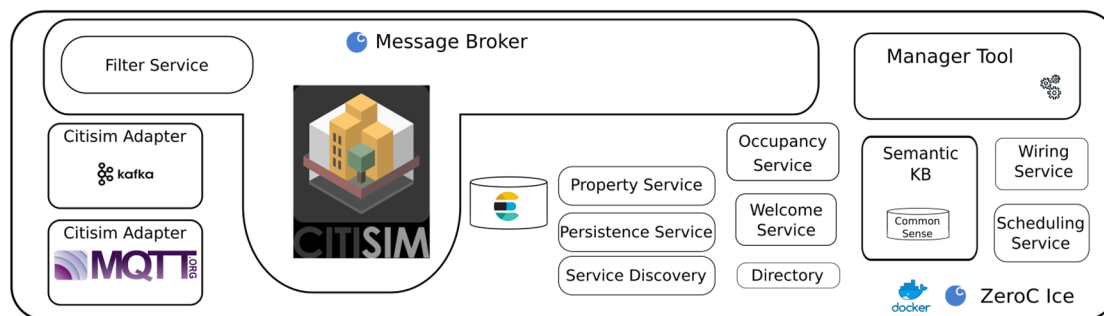 Message Broker
Filter Service
Manager Tool
Citisim Adapter
kafka
Citisim Adapter
MQTT.ORG
CITISIM
Property Service
Persistence Service
Service Discovery
Occupancy
Service
Welcome
Service
Directory
Semantic
KB
Common
Sense
Wiring
Service
Scheduling
Service
docker
ZeroC Ice